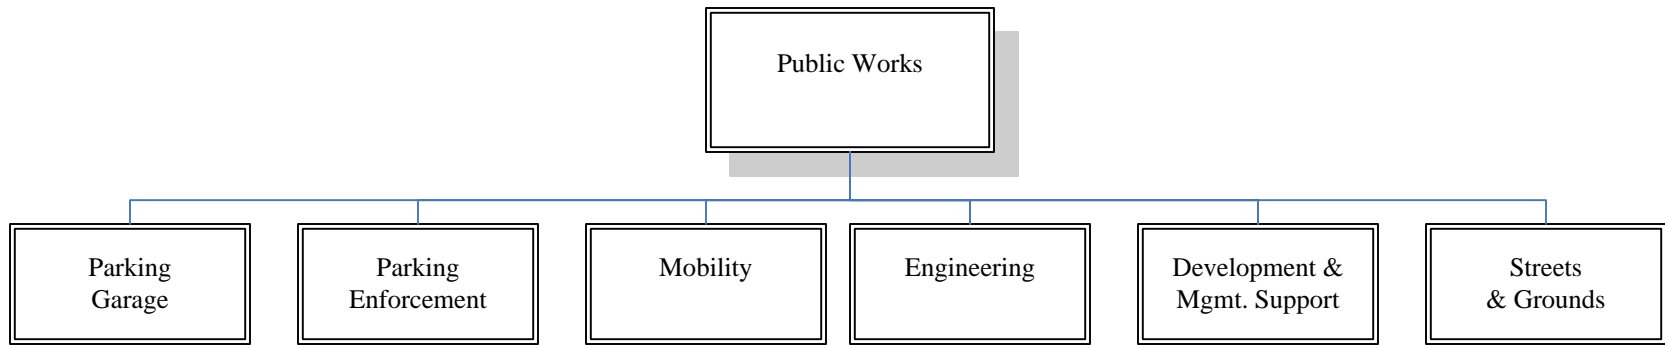 Public Works
Parking
Garage
Parking
Enforcement
Mobility
Engineering
Development &
Mgmt. Support
Streets
& Grounds